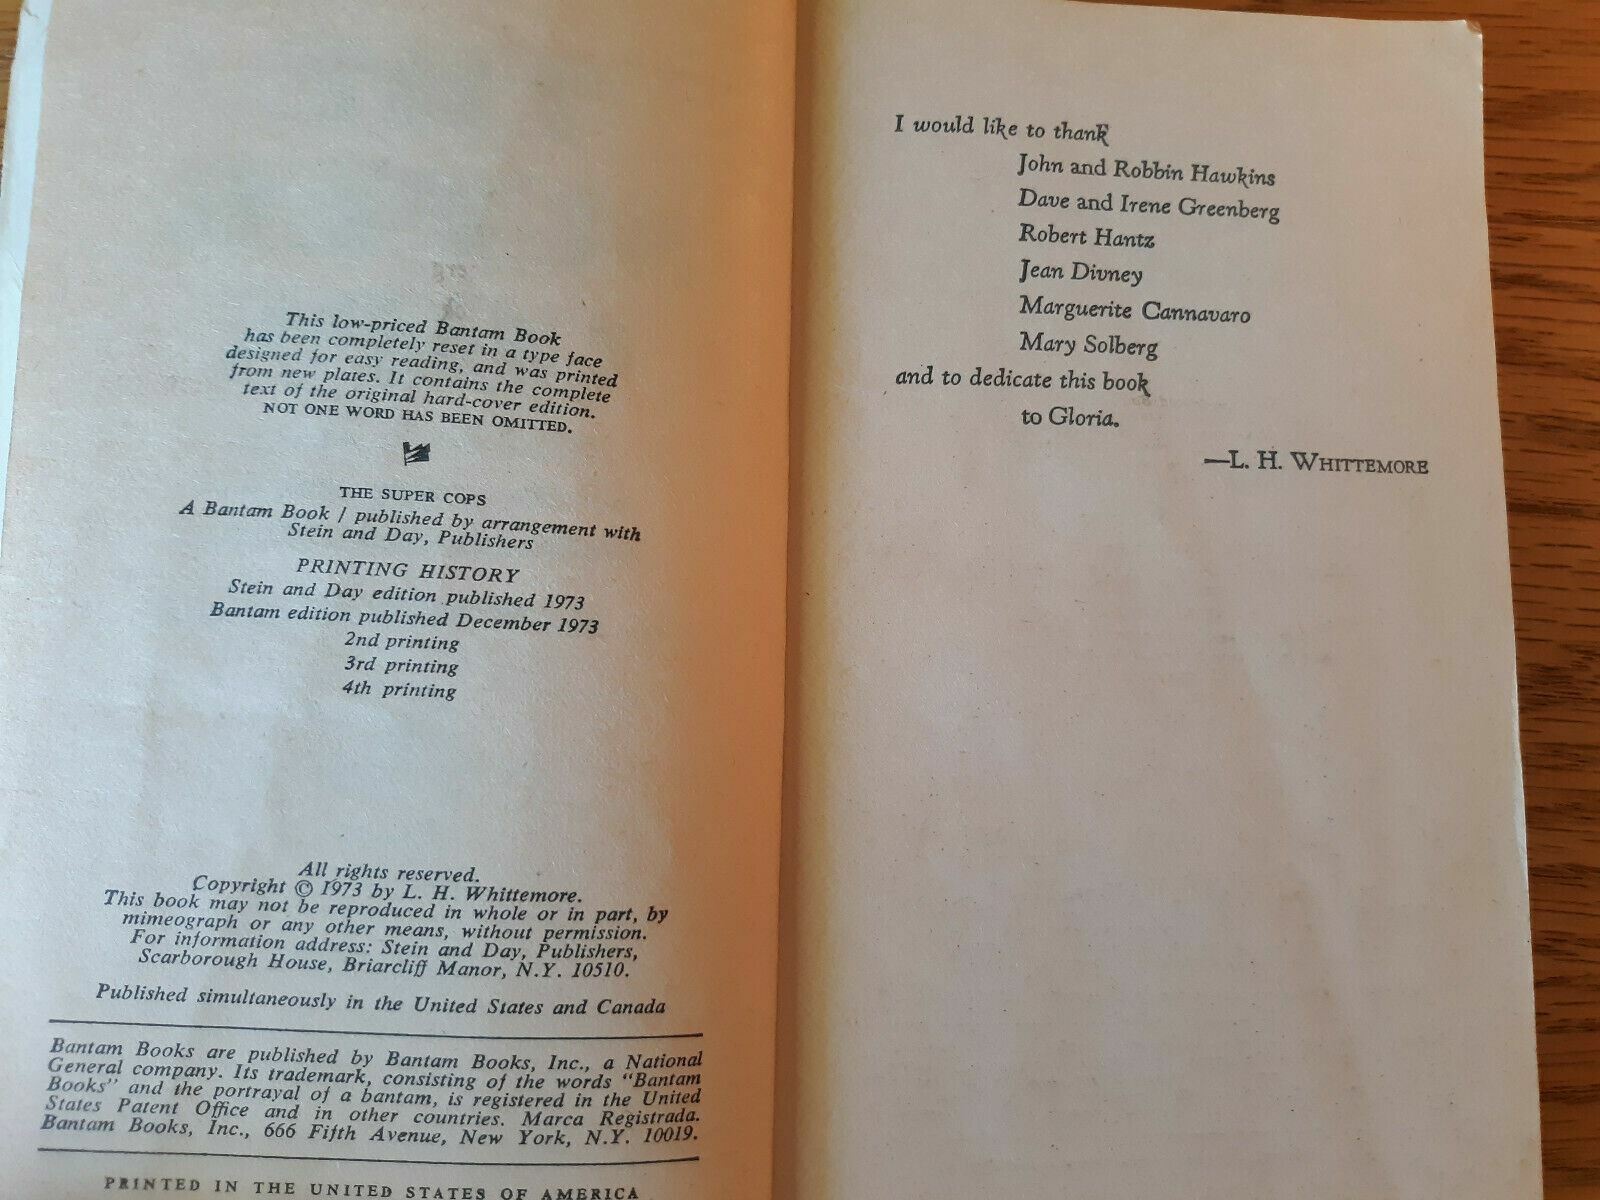 This low-priced Bantam Book
has been completely reset in a type face
designed for easy reading, and was printed
from new plates. It contains the complete
text of the original hard-cover edition.
NOT ONE WORD HAS BEEN OMITTED.
THE SUPER COPS
A Bantam Book / published by arrangement with
Stein and Day, Publishers
PRINTING HISTORY
Stein and Day edition published 1973
Bantam edition published December 1973
2nd printing
3rd printing
4th printing
All rights reserved.
Copyright © 1973 by L. H. Whittemore.
This book may not be reproduced in whole or in part, by
mimeograph or any other means, without permission.
For information address: Stein and Day, Publishers,
Scarborough House, Briarcliff Manor, N.Y. 10510.
Published simultaneously in the United States and Canada
Bantam Books are published by Bantam Books, Inc., a National
General company. Its trademark, consisting of the words "Bantam
Books" and the portrayal of a bantam, is registered in the United
States Patent Office and in other countries. Marca Registrada.
Bantam Books, Inc., 666 Fifth Avenue, New York, N.Y. 10019.
PRINTED IN THE UNITED STATES OF AMERICA
I would like to thank
John and Robbin Hawkins
Dave and Irene Greenberg
Robert Hantz
Jean Divney
Marguerite Cannavaro
Mary Solberg
and to dedicate this book
to Gloria.
—L. H. WHITTEMORE